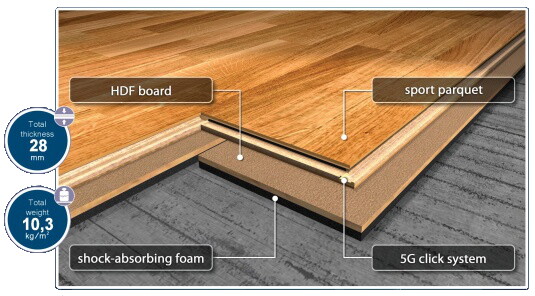 HDF board
sport parquet
Total
thickness
28
mm
Total
weight
10,3
kg/m²
shock-absorbing foam
5G click system